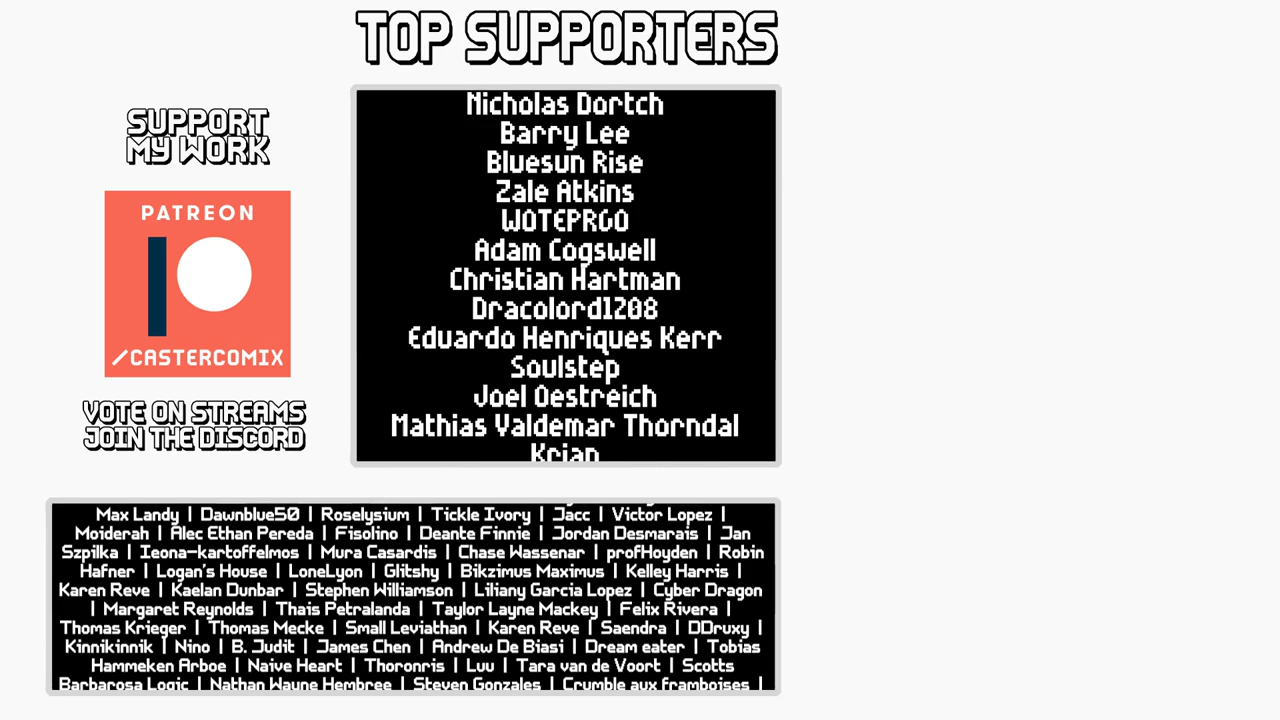 TOP SUPPORTERS
SUPPORT
MY WORK
PATREON
/CASTERCOMIX
VOTE ON STREAMS
JOIN THE DISCORD
Nicholas Dortch
Barry Lee
Bluesun Rise
Zale Atkins
WOTEPRGO
Adam Cogswell
Christian Hartman
Dracolord1208
Eduardo Henriques Kerr
Soulstep
Joel Oestreich
Mathias Valdemar Thorndal
Krian
Max Landy | Dawnblue50 | Roselysium | Tickle Ivory | Jacc | Victor Lopez |
Moiderah | Alec Ethan Pereda | Fisolino | Deante Finnie | Jordan Desmarais | Jan
Szpilka | Ieona-kartoffelmos | Mura Casardis | Chase Wassenar | profHoyden | Robin
Hafner | Logan's House | LoneLyon | Glitshy | Bikzimus Maximus | Kelley Harris |
Karen Reve | Kaelan Dunbar | Stephen Williamson | Liliany Garcia Lopez | Cyber Dragon
| Margaret Reynolds | Thais Petralanda | Taylor Layne Mackey | Felix Rivera |
Thomas Krieger | Thomas Mecke | Small Leviathan | Karen Reve | Saendra | DDruxy |
Kinnikinnik | Nino | B. Judit | James Chen | Andrew De Biasi | Dream eater | Tobias
Hammeken Arboe | Naive Heart | Thoronris | Luu | Tara van de Voort | Scotts
Barbarosa Logic | Nathan Wayne Hembree | Steven Gonzales | Crumble aux framboises |